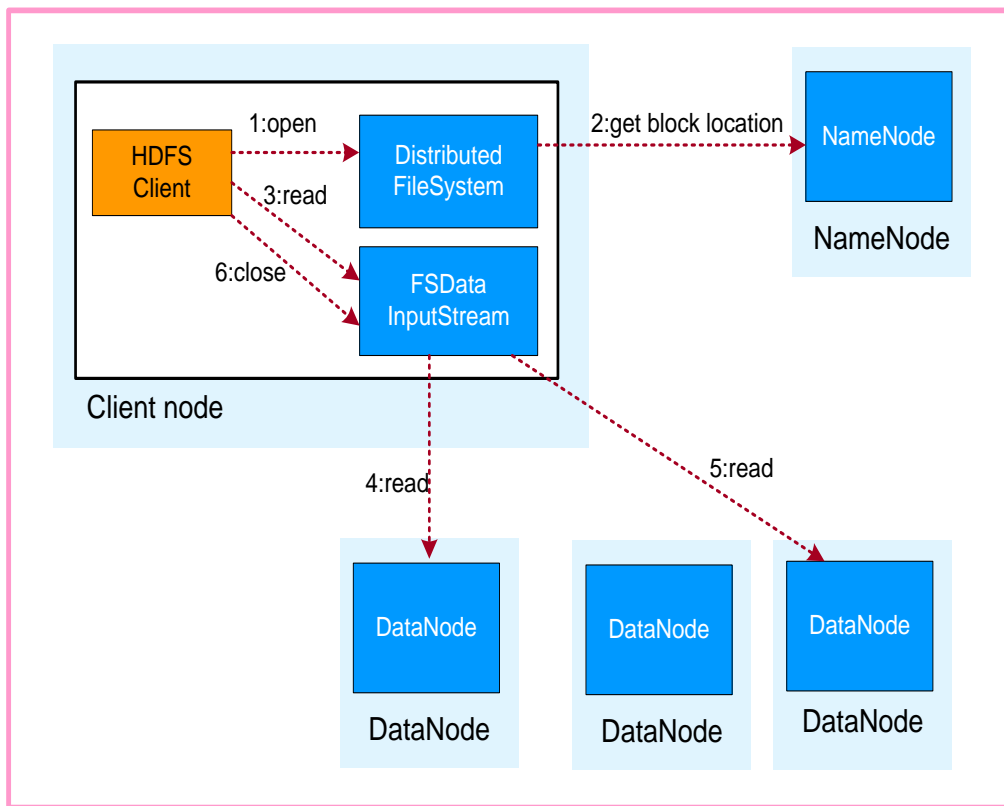 1:open
2:get block location
HDFS
Client
Distributed
FileSystem
NameNode
3:read
NameNode
6:close
FSData
InputStream
Client node
4:read
5:read
DataNode
DataNode
DataNode
DataNode
DataNode
DataNode